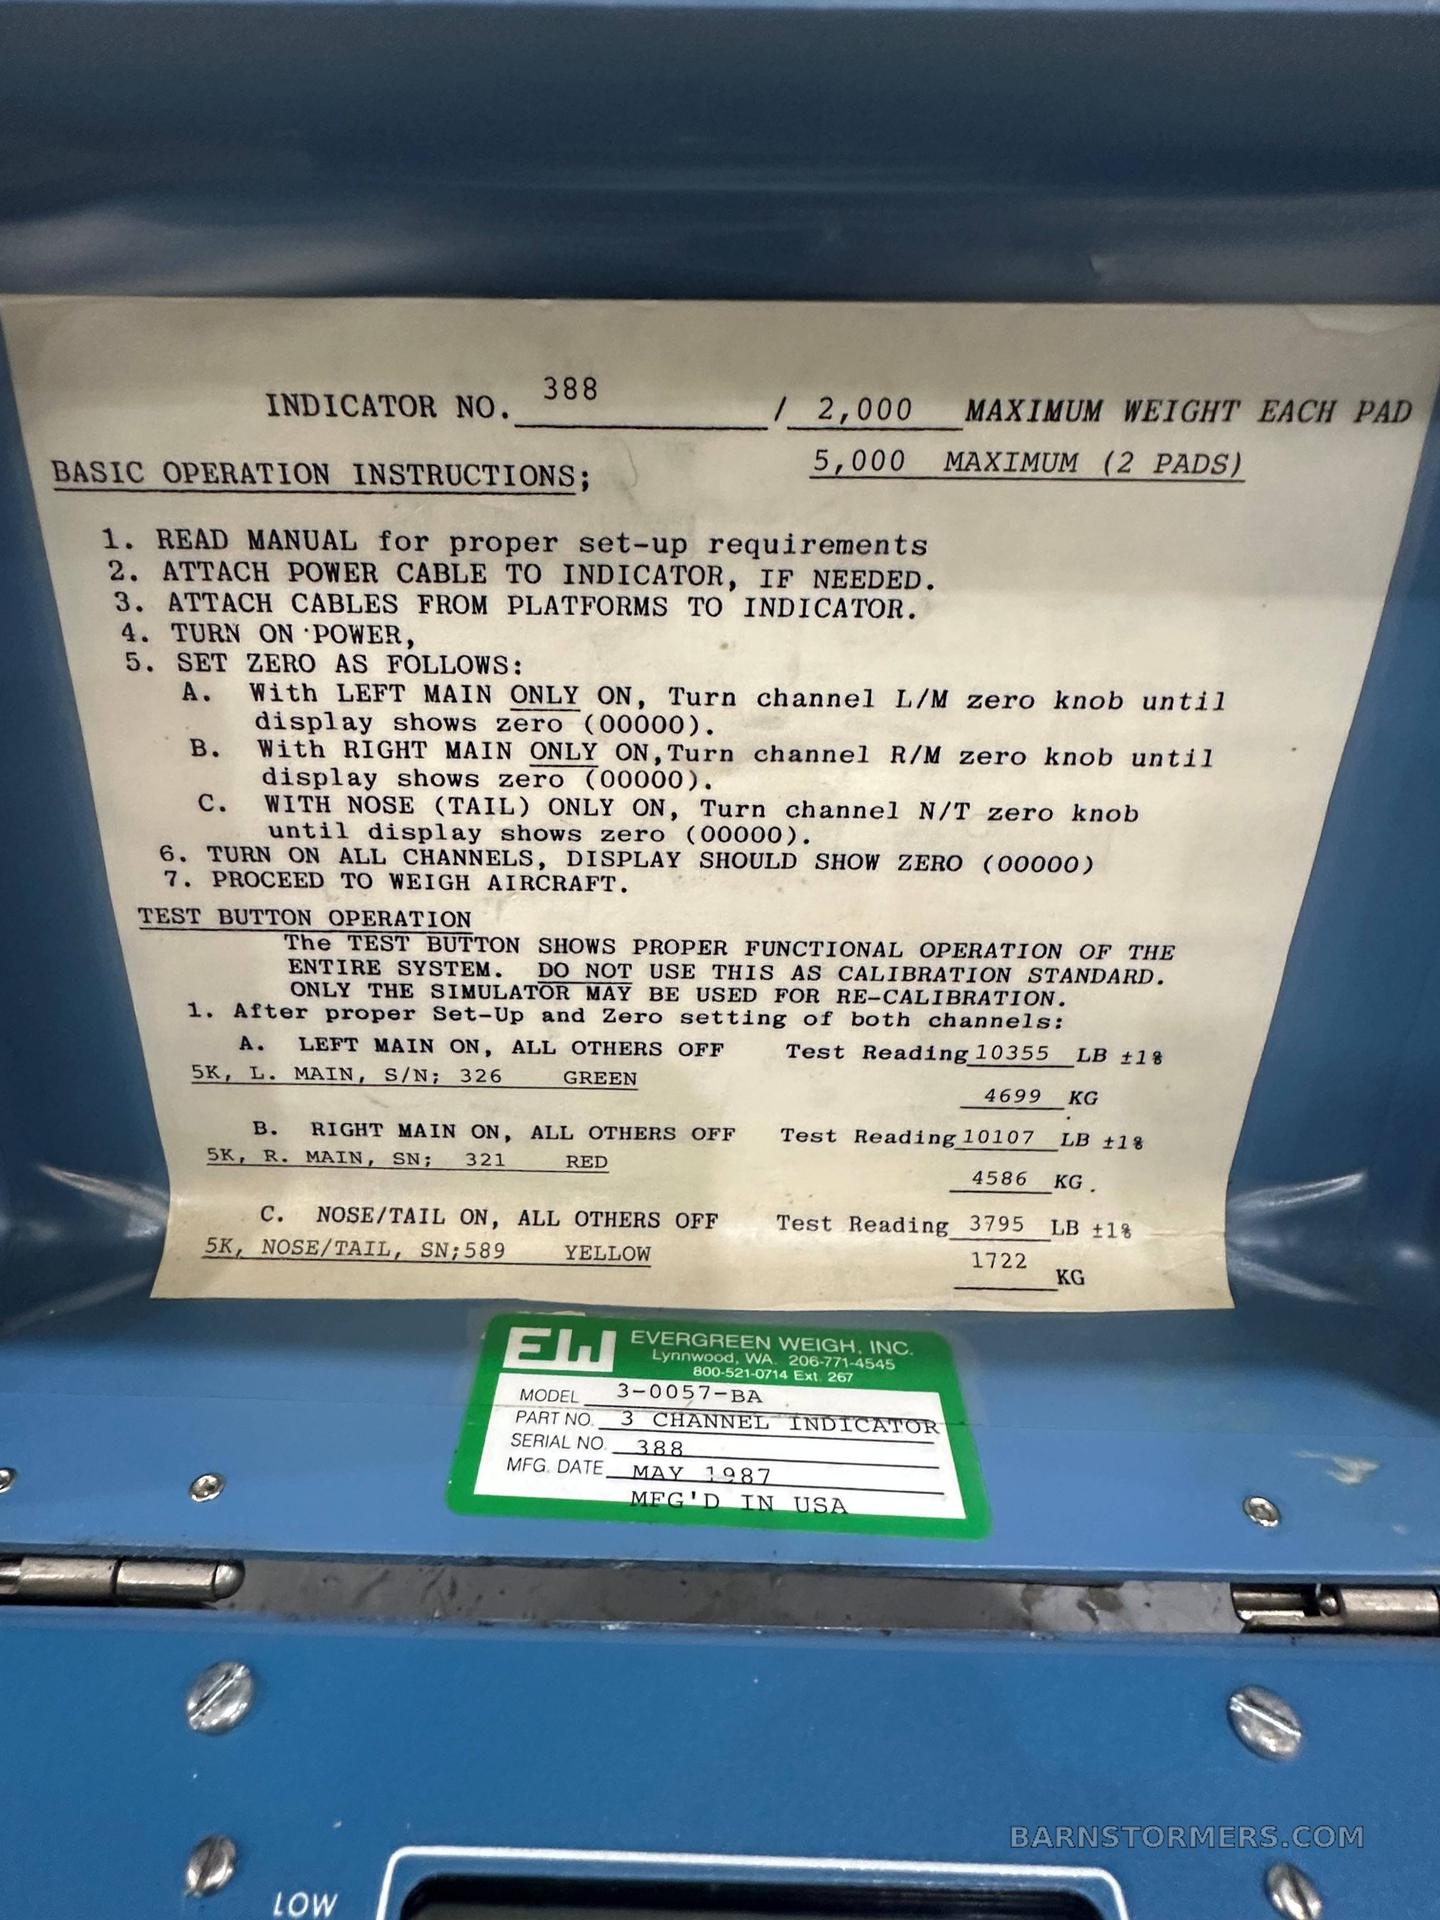 INDICATOR NO. 388 / 2,000 MAXIMUM WEIGHT EACH PAD
5,000 MAXIMUM (2 PADS)
BASIC OPERATION INSTRUCTIONS;
1. READ MANUAL for proper set-up requirements
2. ATTACH POWER CABLE TO INDICATOR, IF NEEDED.
3. ATTACH CABLES FROM PLATFORMS TO INDICATOR.
4. TURN ON POWER,
5. SET ZERO AS FOLLOWS:
A. With LEFT MAIN ONLY ON, Turn channel L/M zero knob until
display shows zero (00000).
B. With RIGHT MAIN ONLY ON,Turn channel R/M zero knob until
display shows zero (00000).
C. WITH NOSE (TAIL) ONLY ON, Turn channel N/T zero knob
until display shows zero (00000).
6. TURN ON ALL CHANNELS, DISPLAY SHOULD SHOW ZERO (00000)
7. PROCEED TO WEIGH AIRCRAFT.
TEST BUTTON OPERATION
The TEST BUTTON SHOWS PROPER FUNCTIONAL OPERATION OF THE
ENTIRE SYSTEM. DO NOT USE THIS AS CALIBRATION STANDARD.
ONLY THE SIMULATOR MAY BE USED FOR RE-CALIBRATION.
1. After proper Set-Up and Zero setting of both channels:
A. LEFT MAIN ON, ALL OTHERS OFF Test Reading 10355 LB ±1%
5K, L. MAIN, S/N; 326 GREEN
4699 KG
B. RIGHT MAIN ON, ALL OTHERS OFF Test Reading 10107 LB ±1%
5K, R. MAIN, SN; 321 RED
4586 KG.
C. NOSE/TAIL ON, ALL OTHERS OFF Test Reading 3795 LB ±1%
5K, NOSE/TAIL, SN;589 YELLOW
1722 KG
EW EVERGREEN WEIGH, INC.
Lynnwood, WA. 206-771-4545
800-521-0714 Ext. 267
MODEL 3-0057-BA
PART NO. 3 CHANNEL INDICATOR
SERIAL NO. 388
MFG. DATE MAY 1987
MFG'D IN USA
BARNSTORMERS.COM
LOW